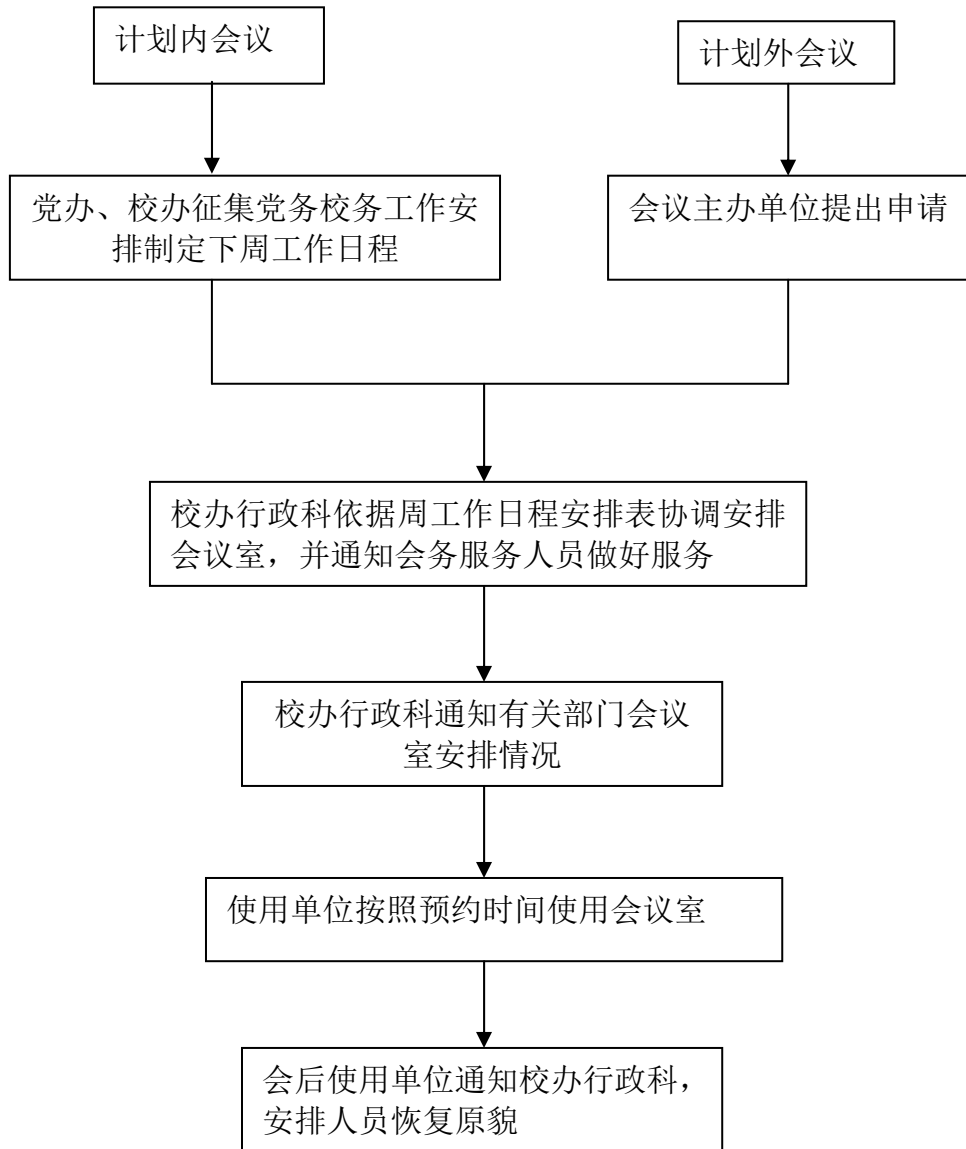 计划内会议
计划外会议
党办、校办征集党务校务工作安
排制定下周工作日程
会议主办单位提出申请
校办行政科依据周工作日程安排表协调安排
会议室，并通知会务服务人员做好服务
校办行政科通知有关部门会议
室安排情况
使用单位按照预约时间使用会议室
会后使用单位通知校办行政科，
安排人员恢复原貌